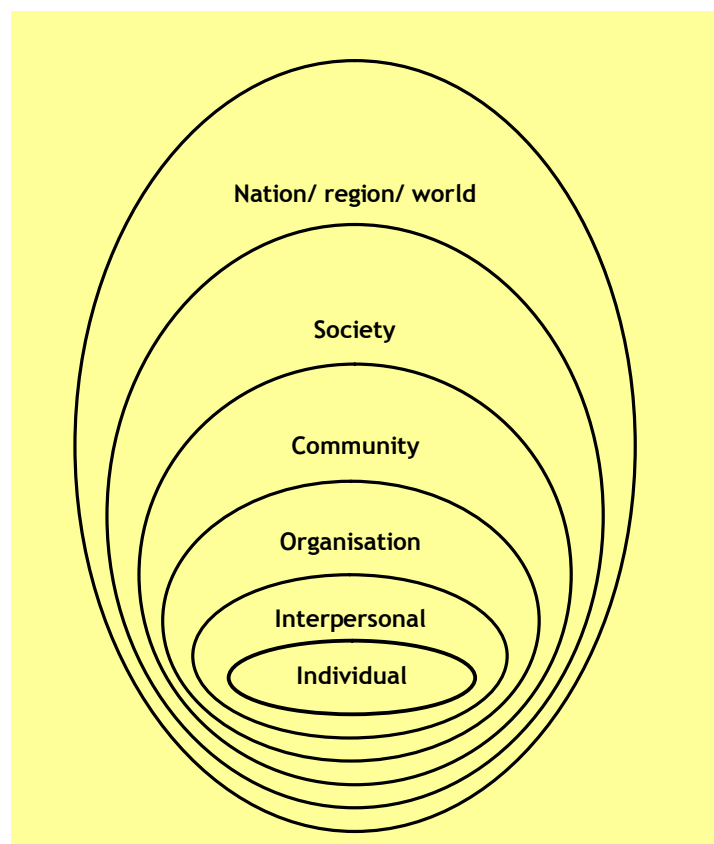 Nation/ region/ world
Society
Community
Organisation
Interpersonal
Individual